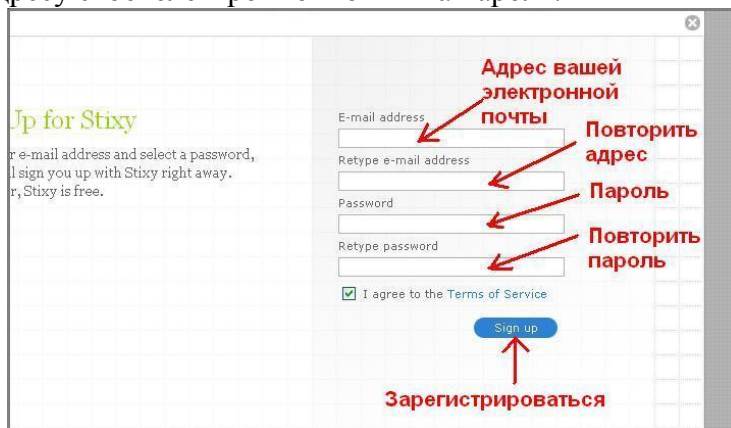 Адрес вашей
электронной
почты
Up for Stixy
E-mail address
Повторить
адрес
e-mail address and select a password,
Retype e-mail address
sign you up with Stixy right away.
Stixy is free.
Password
Пароль
Retype password
Повторить
пароль
I agree to the Terms of Service
Sign up
Зарегистрироваться